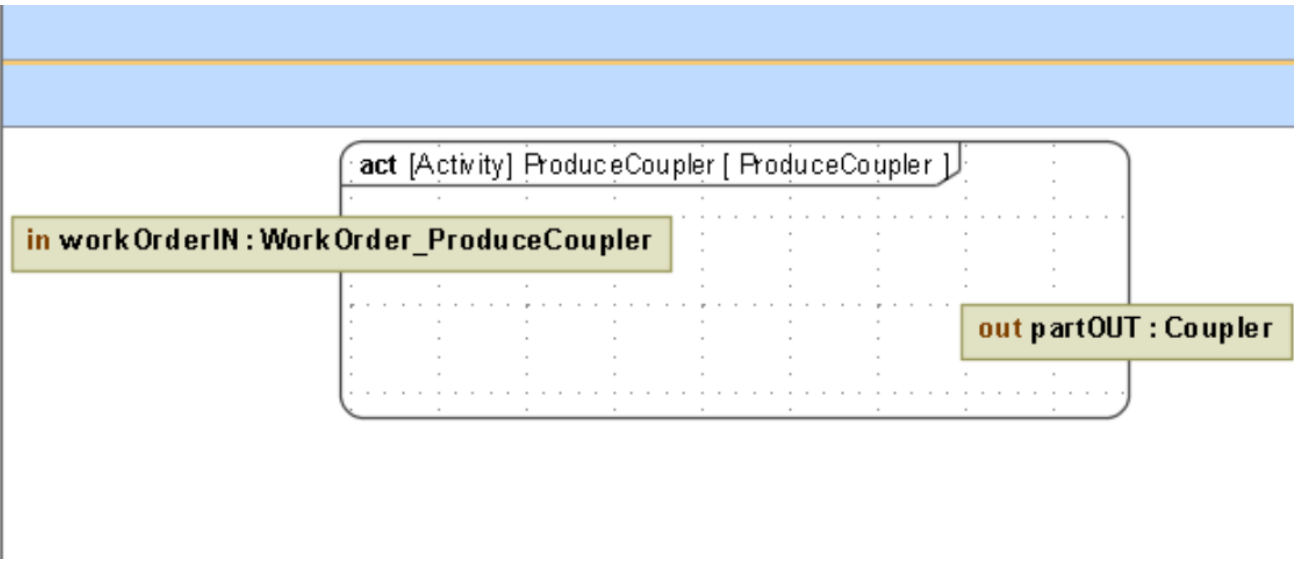 act [Activity] ProduceCoupler [ ProduceCoupler ]
in workOrderIN : WorkOrder_ProduceCoupler
out partOUT : Coupler